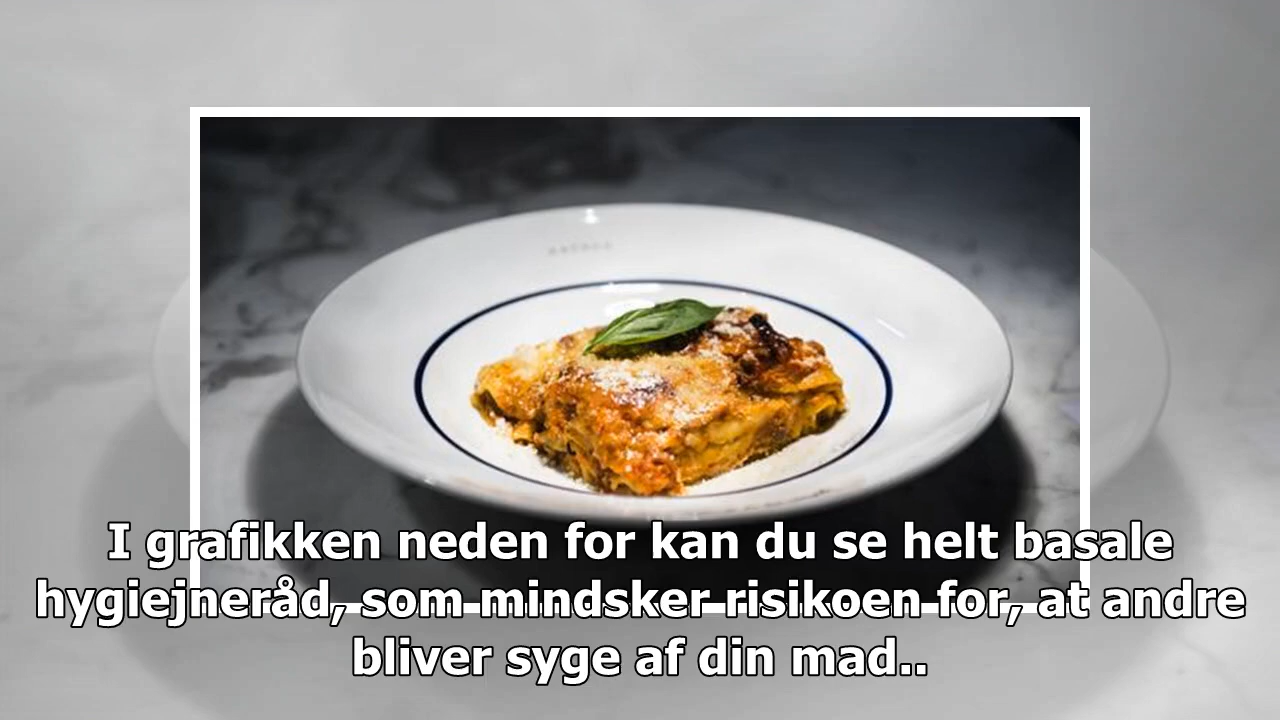 I grafikken neden for kan du se helt basale
hygiejneråd, som mindsker risikoen for, at andre
bliver syge af din mad..